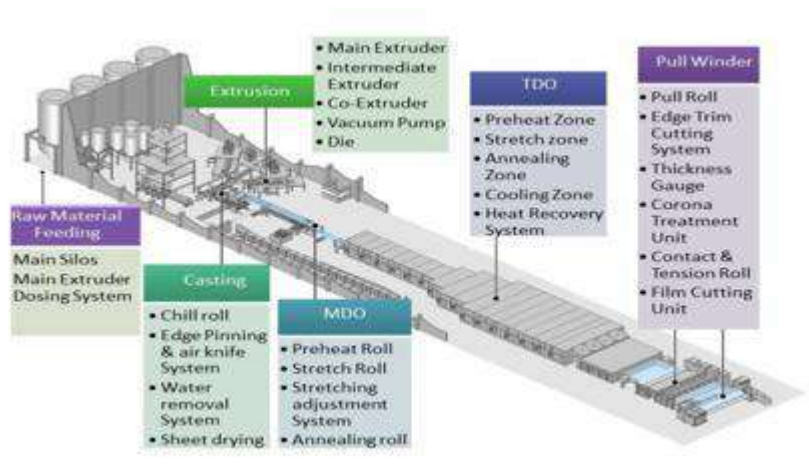 Raw Material
Feeding
Main Silos
Main Extruder
Dosing System
Extrusion
• Main Extruder
• Intermediate
Extruder
• Co-Extruder
• Vacuum Pump
• Die
Casting
• Chill roll
• Edge Pinning
& air knife
System
• Water
removal
System
• Sheet drying
MDO
• Preheat Roll
• Stretch Roll
• Stretching
adjustment
System
• Annealing roll
TDO
• Preheat Zone
• Stretch zone
• Annealing
Zone
• Cooling Zone
• Heat Recovery
System
Pull Winder
• Pull Roll
• Edge Trim
Cutting
System
• Thickness
Gauge
• Corona
Treatment
Unit
• Contact &
Tension Roll
• Film Cutting
Unit